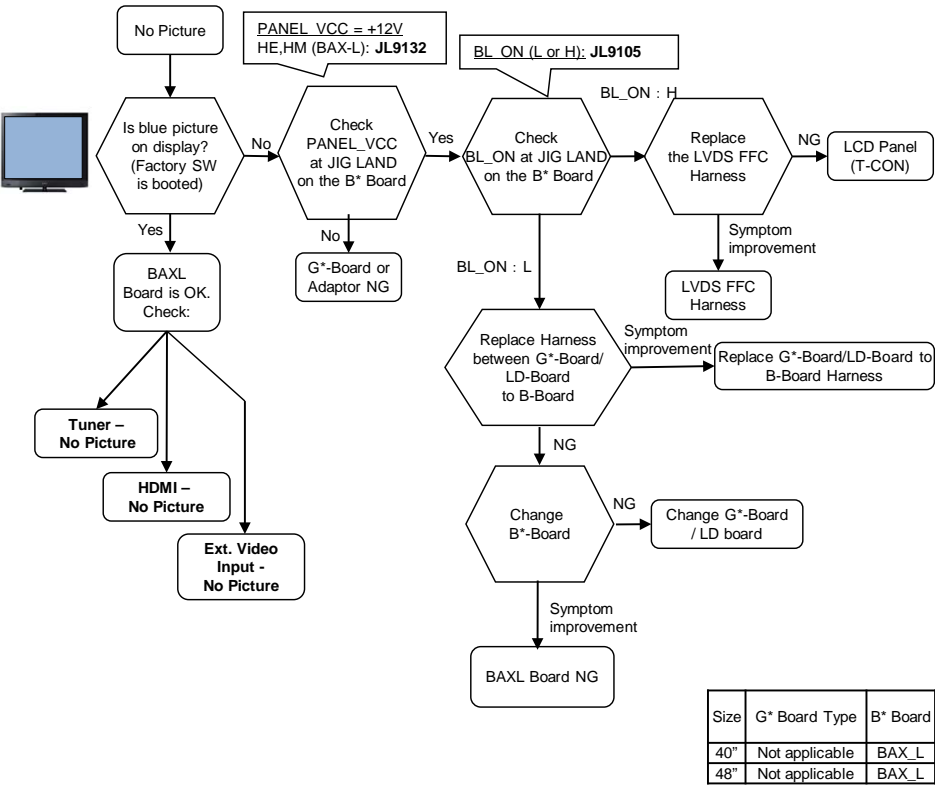 No Picture
PANEL_VCC = +12V
HE,HM (BAX-L): JL9132
BL_ON (L or H): JL9105
Is blue picture
on display?
(Factory SW
is booted)
No
Check
PANEL_VCC
at JIG LAND
on the B* Board
Yes
Check
BL_ON at JIG LAND
on the B* Board
BL_ON : H
Replace
the LVDS FFC
Harness
NG
LCD Panel
(T-CON)
Yes
No
Symptom
improvement
BAXL
Board is OK.
Check:
G*-Board or
Adaptor NG
BL_ON : L
LVDS FFC
Harness
Replace Harness
between G*-Board/
LD-Board
to B-Board
Symptom
improvement
Replace G*-Board/LD-Board to
B-Board Harness
Tuner –
No Picture
HDMI –
No Picture
Ext. Video
Input -
No Picture
NG
Change
B*-Board
NG
Change G*-Board
/ LD board
Symptom
improvement
BAXL Board NG
Size G* Board Type B* Board
40” Not applicable BAX_L
48” Not applicable BAX_L